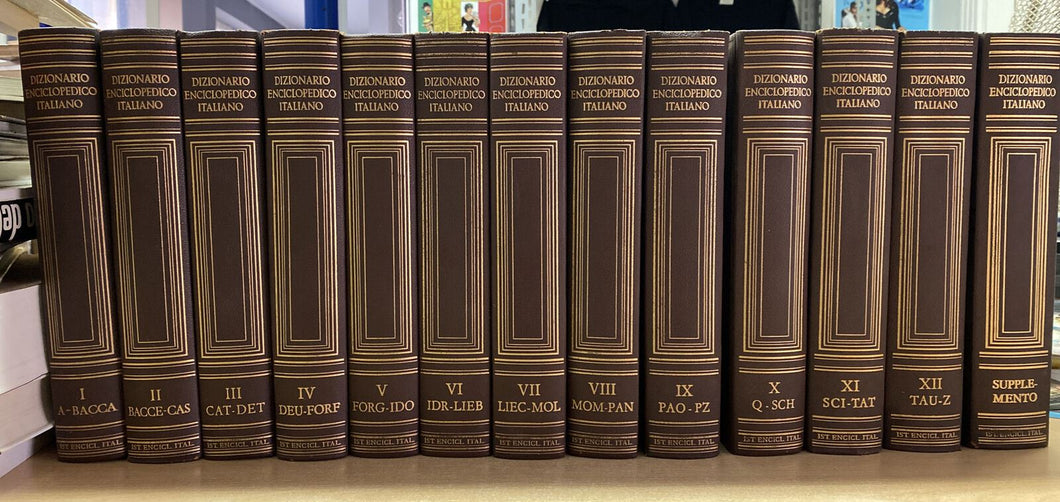 DIZIONARIO
ENCICLOPEDICO
ITALIANO
I
A-BACCA
IST. ENCICL. ITAL.
DIZIONARIO
ENCICLOPEDICO
ITALIANO
II
BACCE-CAS
IST. ENCICL. ITAL.
DIZIONARIO
ENCICLOPEDICO
ITALIANO
III
CAT-DET
IST. ENCICL. ITAL.
DIZIONARIO
ENCICLOPEDICO
ITALIANO
IV
DEU-FORF
IST. ENCICL. ITAL.
DIZIONARIO
ENCICLOPEDICO
ITALIANO
V
FORG-IDO
IST. ENCICL. ITAL.
DIZIONARIO
ENCICLOPEDICO
ITALIANO
VI
IDR-LIEB
IST. ENCICL. ITAL.
DIZIONARIO
ENCICLOPEDICO
ITALIANO
VII
LIEC-MOL
IST. ENCICL. ITAL.
DIZIONARIO
ENCICLOPEDICO
ITALIANO
VIII
MOM-PAN
IST. ENCICL. ITAL.
DIZIONARIO
ENCICLOPEDICO
ITALIANO
IX
PAO-PZ
IST. ENCICL. ITAL.
DIZIONARIO
ENCICLOPEDICO
ITALIANO
X
Q-SCH
IST. ENCICL. ITAL.
DIZIONARIO
ENCICLOPEDICO
ITALIANO
XI
SCI-TAT
IST. ENCICL. ITAL.
DIZIONARIO
ENCICLOPEDICO
ITALIANO
XII
TAU-Z
IST. ENCICL. ITAL.
DIZIONARIO
ENCICLOPEDICO
ITALIANO
SUPPLE-
MENTO
IST. ENCICL. ITAL.